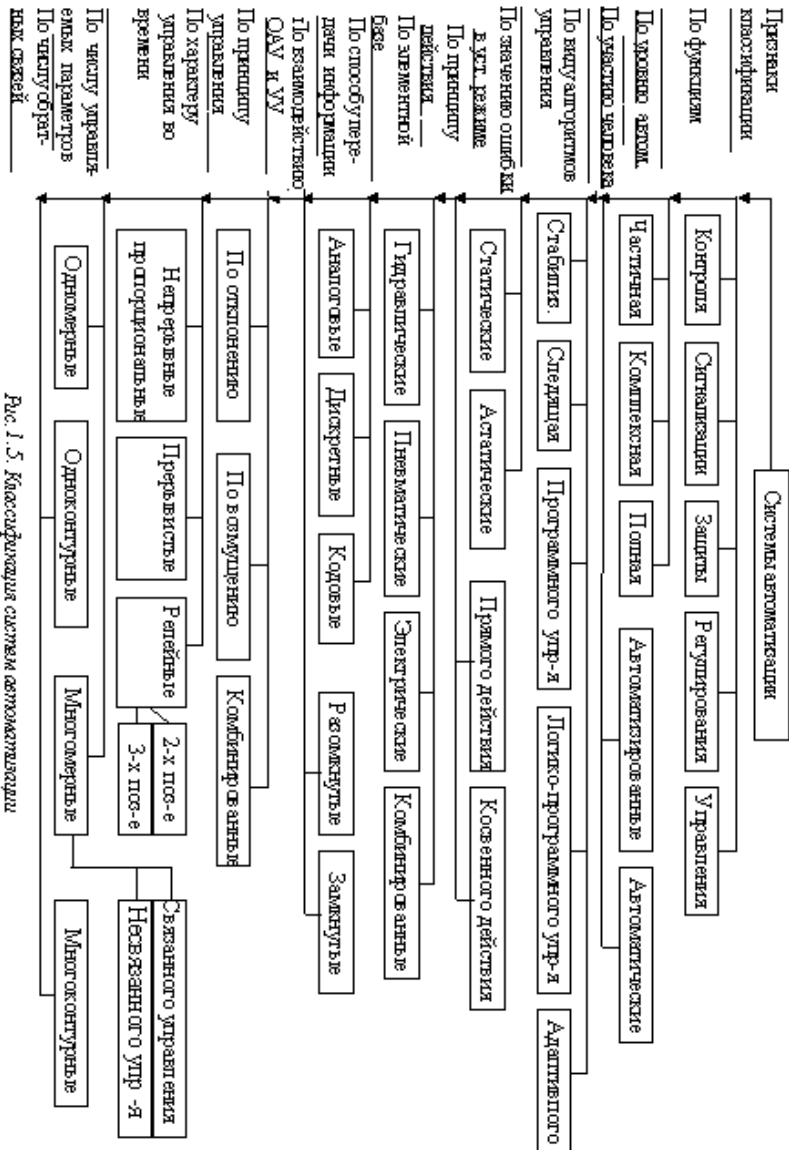 Признаки
классификации
Системы автоматизации
По функциям
Контроля
Сигнализации
Защиты
Регулирования
Управления
По уровню автом.
Частичная
Комплексная
Полная
По участию человека
Автоматизированные
Автоматические
По виду алгоритмов
управления
Стабилиз.
Следящая
Программного упр-я
Логико-программного упр-я
Адаптивного
По значению ошибки
в уст. режиме
Статические
Астатические
По принципу
действия
Прямого действия
Косвенного действия
По элементной
базе
Гидравлические
Пневматические
Электрические
Комбинированные
По способу пере-
дачи информации
Аналоговые
Дискретные
Кодовые
По взаимодействию
ОАУ и УУ
Разомкнутые
Замкнутые
По принципу
управления
По отклонению
По возмущению
Комбинированные
По характеру
управления во
времени
Непрерывные
пропорциональные
Прерывистые
Релейные
2-х поз-е
3-х поз-е
По числу управля-
емых параметров
Одномерные
Многомерные
Связанного управления
Несвязанного упр -я
По числу обрат-
ных связей
Одноконтурные
Многоконтурные
Рис. 1.5. Классификация систем автоматизации